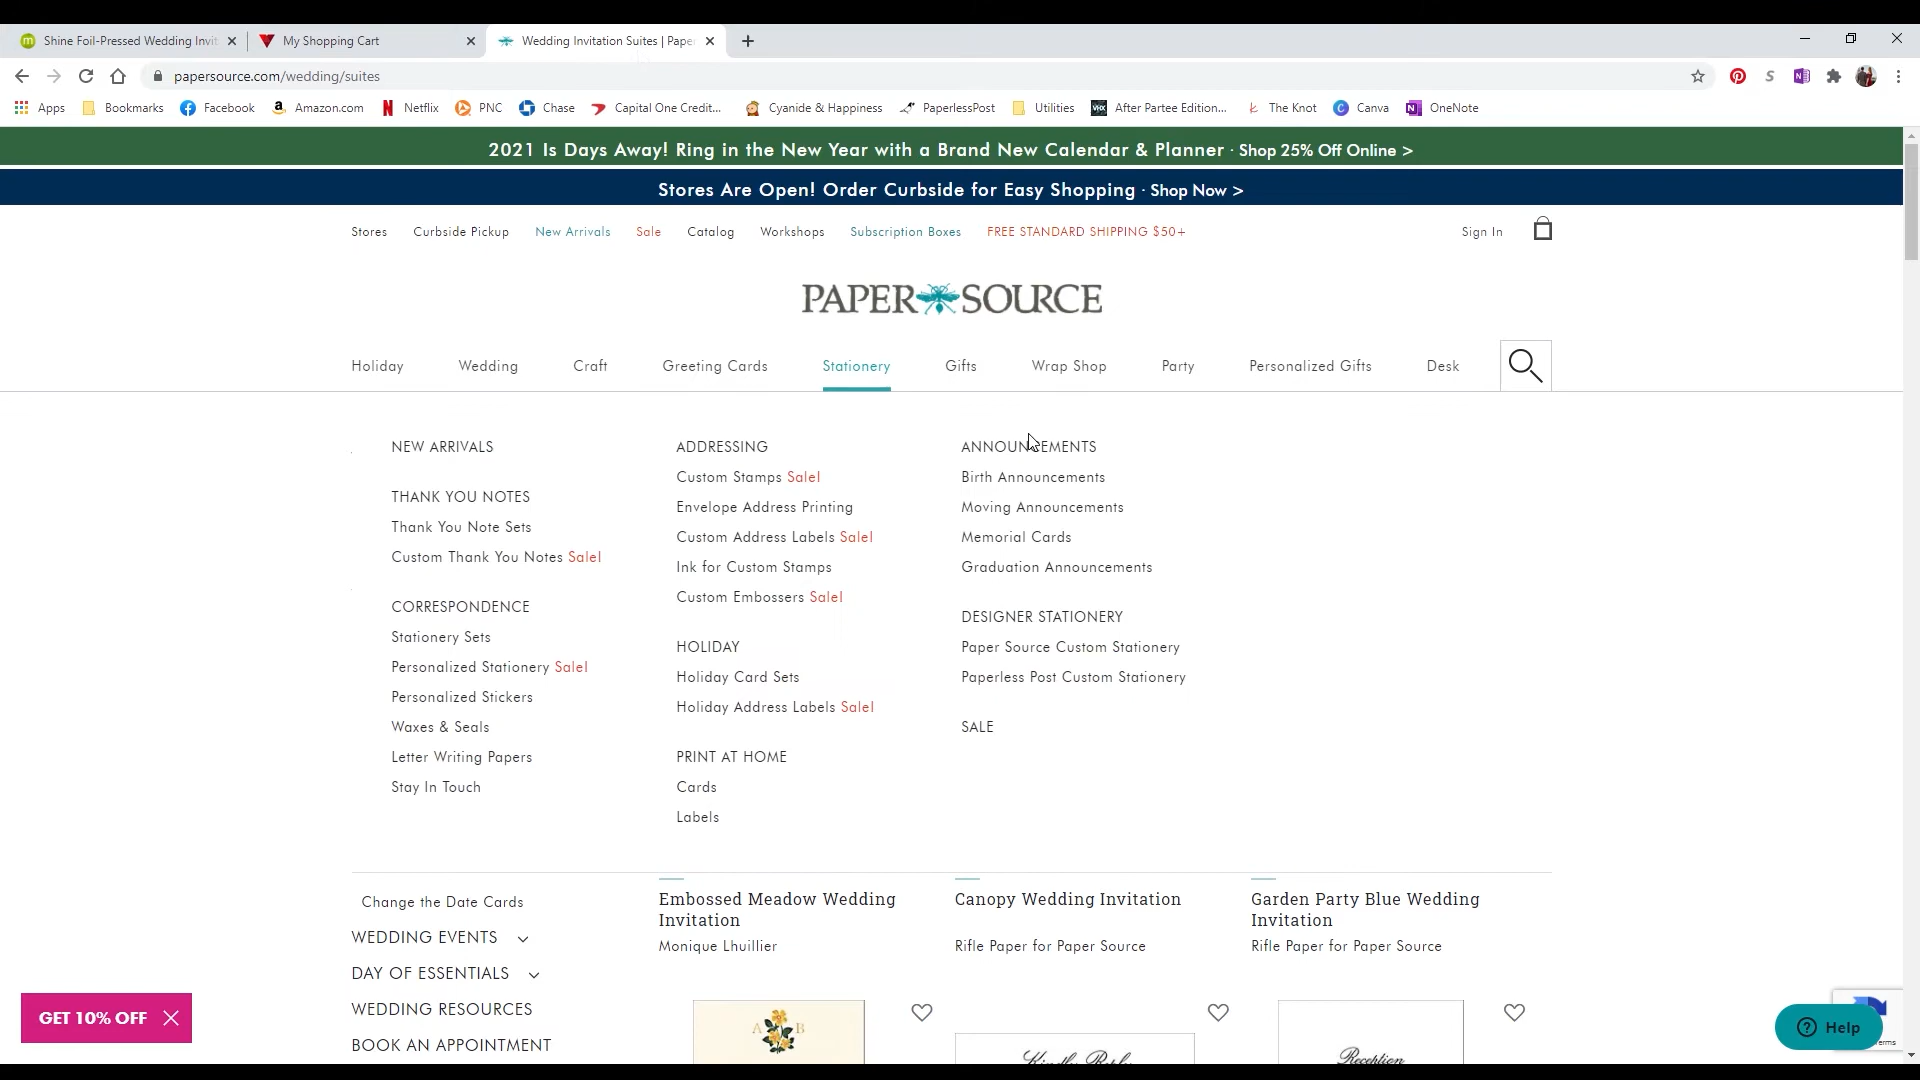 Shine Foil-Pressed Wedding Invit
My Shopping Cart
Wedding Invitation Suites | Pape
papersource.com/wedding/suites
Apps Bookmarks Facebook Amazon.com Netflix PNC Chase Capital One Credit... Cyanide & Happiness PaperlessPost Utilities After Partee Edition... The Knot Canva OneNote
2021 Is Days Away! Ring in the New Year with a Brand New Calendar & Planner · Shop 25% Off Online >
Stores Are Open! Order Curbside for Easy Shopping · Shop Now >
Stores Curbside Pickup New Arrivals Sale Catalog Workshops Subscription Boxes FREE STANDARD SHIPPING $50+ Sign In
PAPER SOURCE
Holiday Wedding Craft Greeting Cards Stationery Gifts Wrap Shop Party Personalized Gifts Desk
NEW ARRIVALS
THANK YOU NOTES
Thank You Note Sets
Custom Thank You Notes Sale!
CORRESPONDENCE
Stationery Sets
Personalized Stationery Sale!
Personalized Stickers
Waxes & Seals
Letter Writing Papers
Stay In Touch
ADDRESSING
Custom Stamps Sale!
Envelope Address Printing
Custom Address Labels Sale!
Ink for Custom Stamps
Custom Embossers Sale!
HOLIDAY
Holiday Card Sets
Holiday Address Labels Sale!
PRINT AT HOME
Cards
Labels
ANNOUNCEMENTS
Birth Announcements
Moving Announcements
Memorial Cards
Graduation Announcements
DESIGNER STATIONERY
Paper Source Custom Stationery
Paperless Post Custom Stationery
SALE
Change the Date Cards
WEDDING EVENTS
DAY OF ESSENTIALS
WEDDING RESOURCES
BOOK AN APPOINTMENT
Embossed Meadow Wedding
Invitation
Monique Lhuillier
Canopy Wedding Invitation
Rifle Paper for Paper Source
Garden Party Blue Wedding
Invitation
Rifle Paper for Paper Source
A B
Kindly Reply
Reception
GET 10% OFF
Help